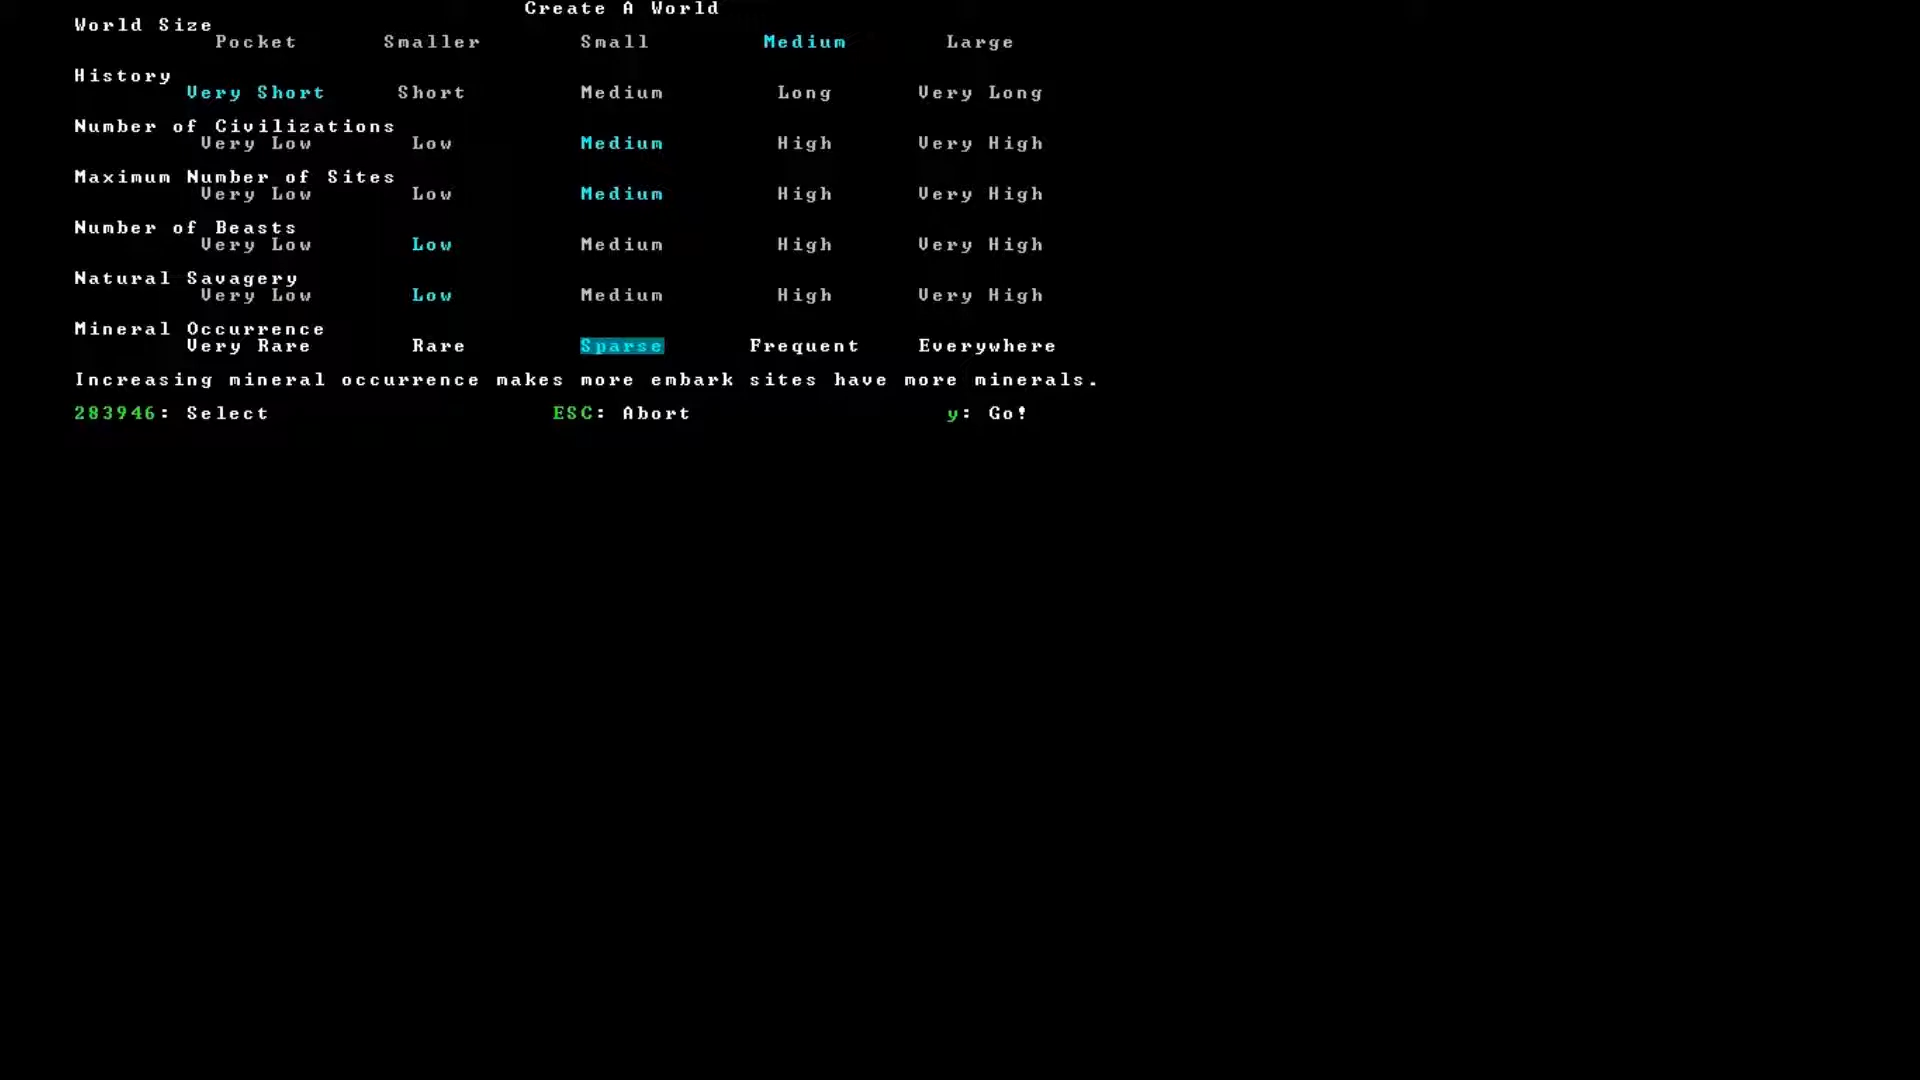 Create A World
World Size
Pocket Smaller Small Medium Large
History
Very Short Short Medium Long Very Long
Number of Civilizations
Very Low Low Medium High Very High
Maximum Number of Sites
Very Low Low Medium High Very High
Number of Beasts
Very Low Low Medium High Very High
Natural Savagery
Very Low Low Medium High Very High
Mineral Occurrence
Very Rare Rare Sparse Frequent Everywhere
Increasing mineral occurrence makes more embark sites have more minerals.
283946: Select ESC: Abort y: Go!